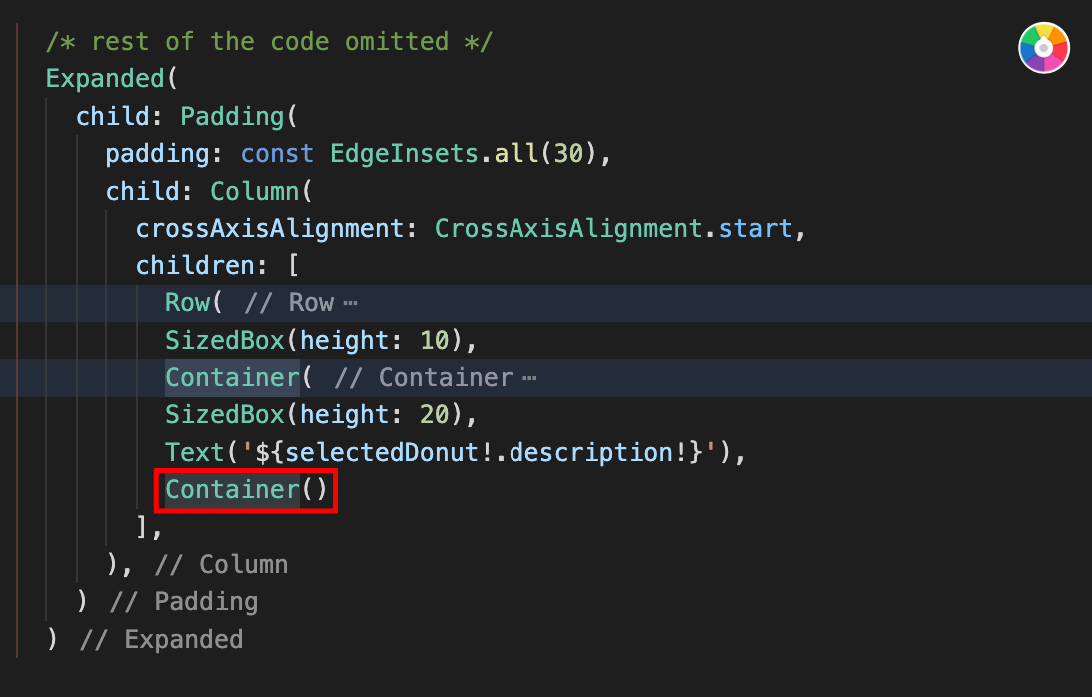 /* rest of the code omitted */
Expanded(
child: Padding(
padding: const EdgeInsets.all(30),
child: Column(
crossAxisAlignment: CrossAxisAlignment.start,
children: [
Row( // Row ⋯
SizedBox(height: 10),
Container( // Container ⋯
SizedBox(height: 20),
Text('${selectedDonut!.description!}'),
Container()
],
), // Column
) // Padding
) // Expanded